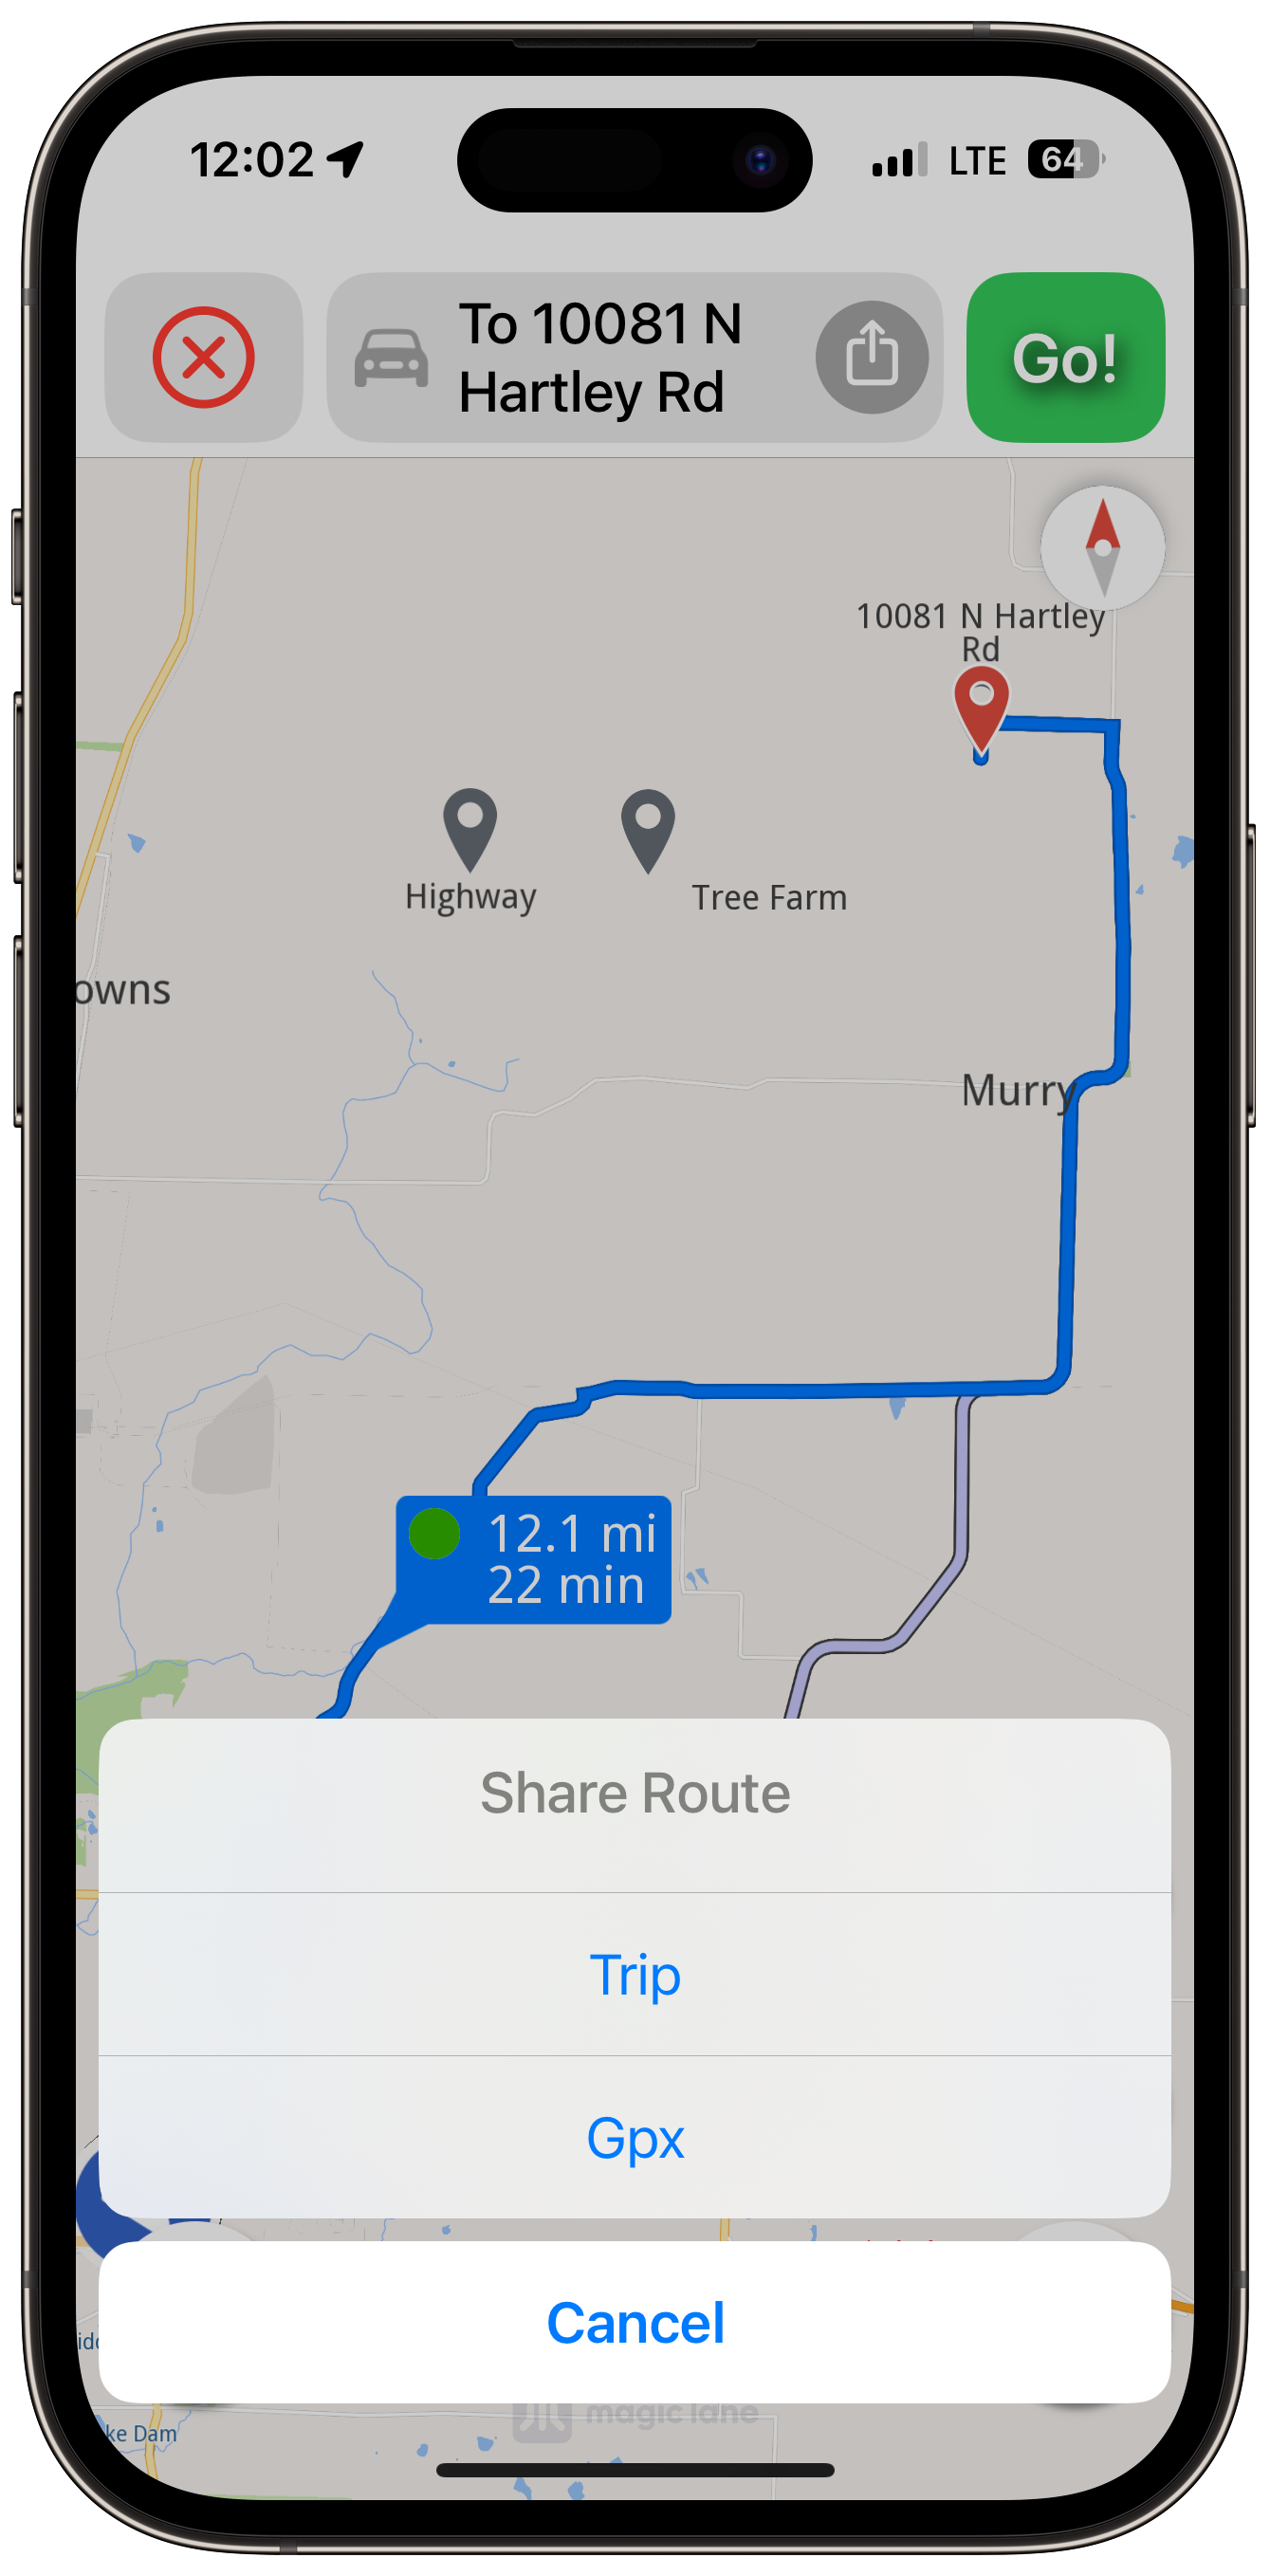 12:02
LTE
64
To 10081 N
Hartley Rd
Go!
10081 N Hartley
Rd
Highway
Tree Farm
owns
Murry
12.1 mi
22 min
Share Route
Trip
Gpx
Cancel
magic lane
ke Dam